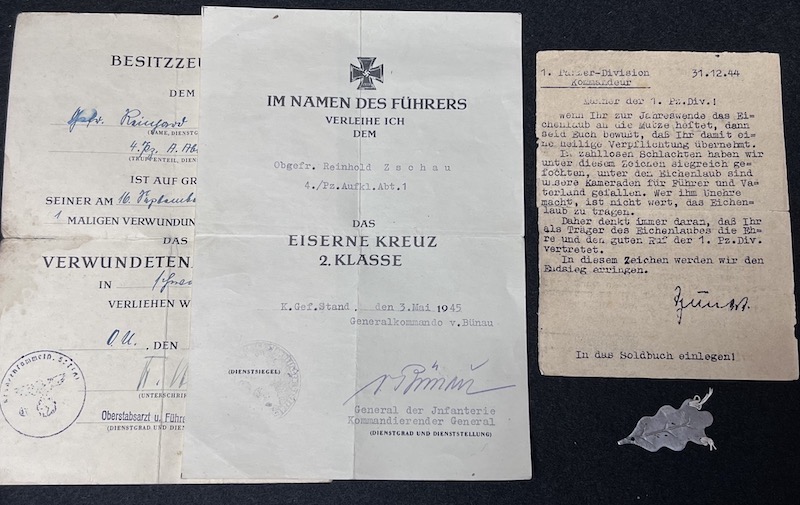 BESITZZEU
DEM
Reinhard
(NAME, DIENSTG
4. Pz. A. Ab
(TRUPPENTEIL, DIENS
IST AUF GR
SEINER AM 16. September
1 MALIGEN VERWUNDUN
DAS
VERWUNDETEN
IN
VERLIEHEN W
O.U., DEN
(UNTERSCHRIF
Oberstabsarzt u. Führe
(DIENSTGRAD UND DIEN
IM NAMEN DES FÜHRERS
VERLEIHE ICH
DEM
Obgefr. Reinhold Zschau
4./Pz.Aufkl.Abt.1
DAS
EISERNE KREUZ
2. KLASSE
K.Gef.Stand, den 3.Mai 1945
Generalkommando v.Bünau
(DIENSTSIEGEL)
v. Bünau
General der Jnfanterie
Kommandierender General
(DIENSTGRAD UND DIENSTSTELLUNG)
1. Panzer-Division 31.12.44
Kommandeur
Männer der 1. Pz.Div.!
Wenn Ihr zur Jahreswende das Ei-
chenlaub an die Mütze heftet, dann
seid Euch bewußt, daß Ihr damit ei-
ne heilige Verpflichtung übernehmt.
In zahllosen Schlachten haben wir
unter diesem Zeichen siegreich ge-
fochten, unter den Eichenlaub sind
unsere Kameraden für Führer und Va-
terland gefallen. Wer ihm Unehre
macht, ist nicht wert, das Eichen-
laub zu tragen.
Daher denkt immer daran, daß Ihr
als Träger des Eichenlaubes die Eh-
re und den guten Ruf der 1. Pz.Div.
vertretet.
In diesem Zeichen werden wir den
Endsieg erringen.
In das Soldbuch einlegen!